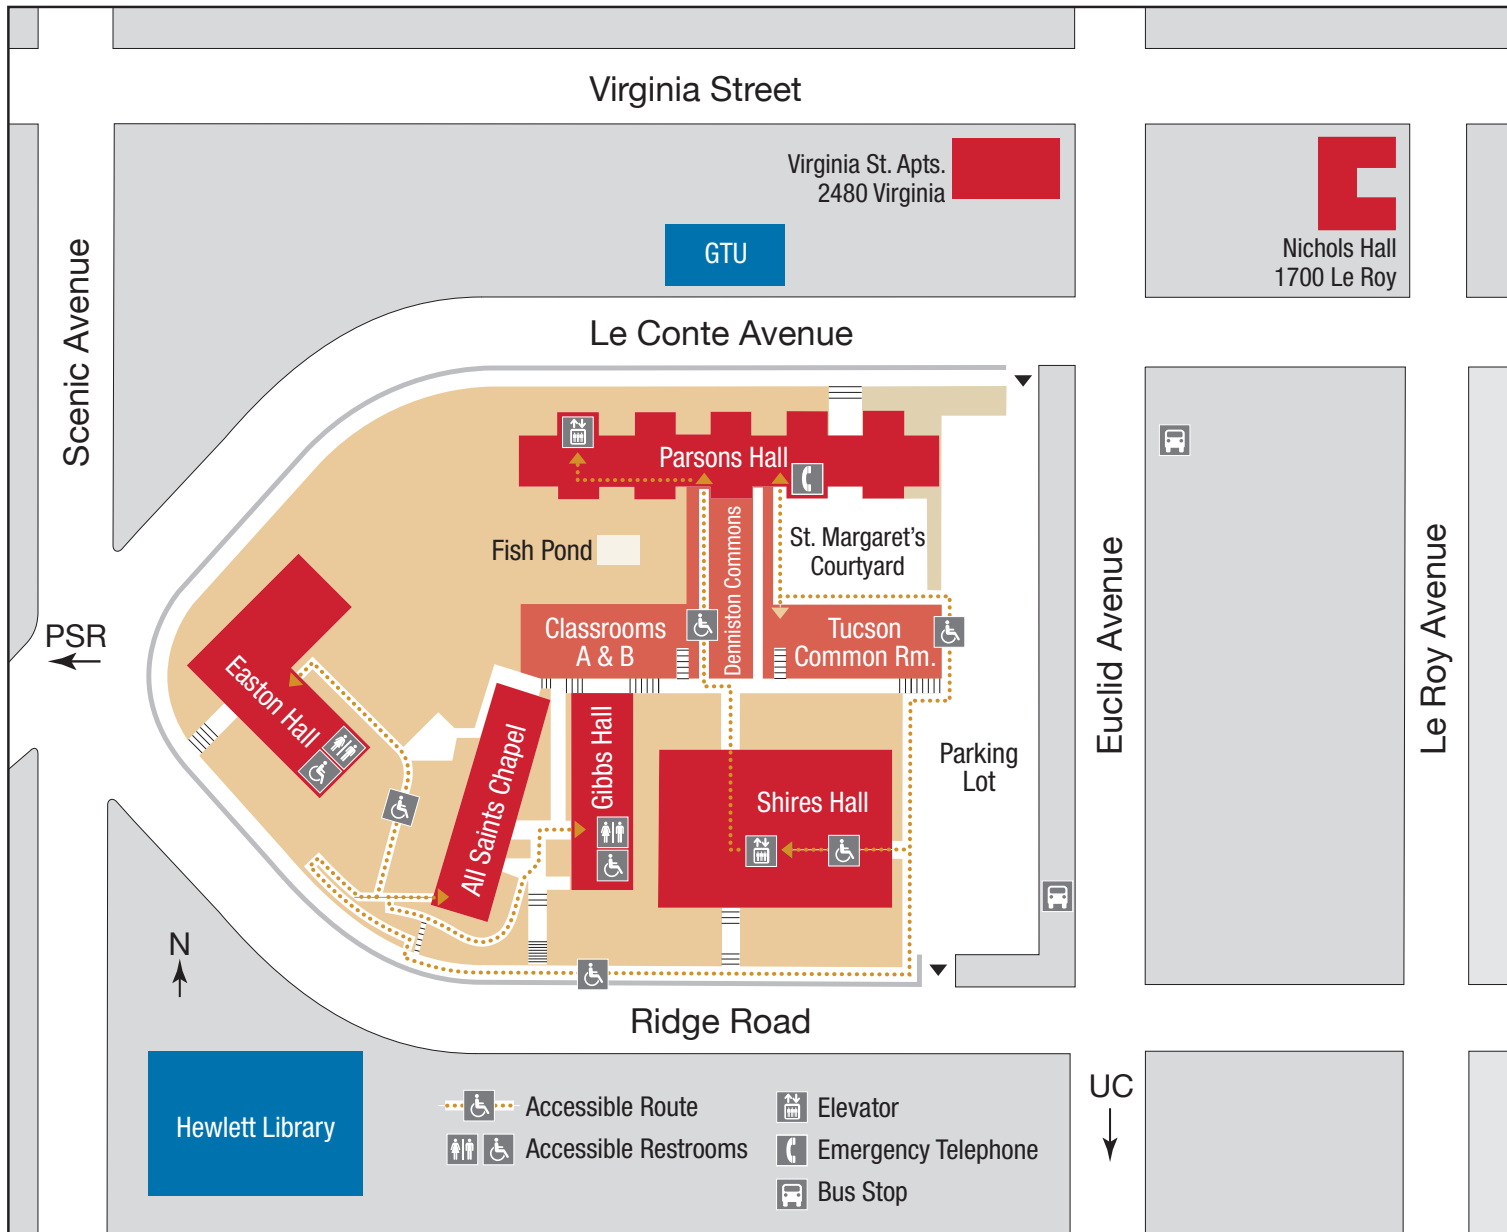 Virginia Street
Virginia St. Apts.
2480 Virginia
GTU
Nichols Hall
1700 Le Roy
Scenic Avenue
Le Conte Avenue
Parsons Hall
Denniston Commons
St. Margaret's
Courtyard
Fish Pond
Classrooms
A & B
Tucson
Common Rm.
PSR
Easton Hall
All Saints Chapel
Gibbs Hall
Shires Hall
Parking
Lot
Euclid Avenue
Le Roy Avenue
N
Ridge Road
Hewlett Library
UC
Accessible Route
Accessible Restrooms
Elevator
Emergency Telephone
Bus Stop